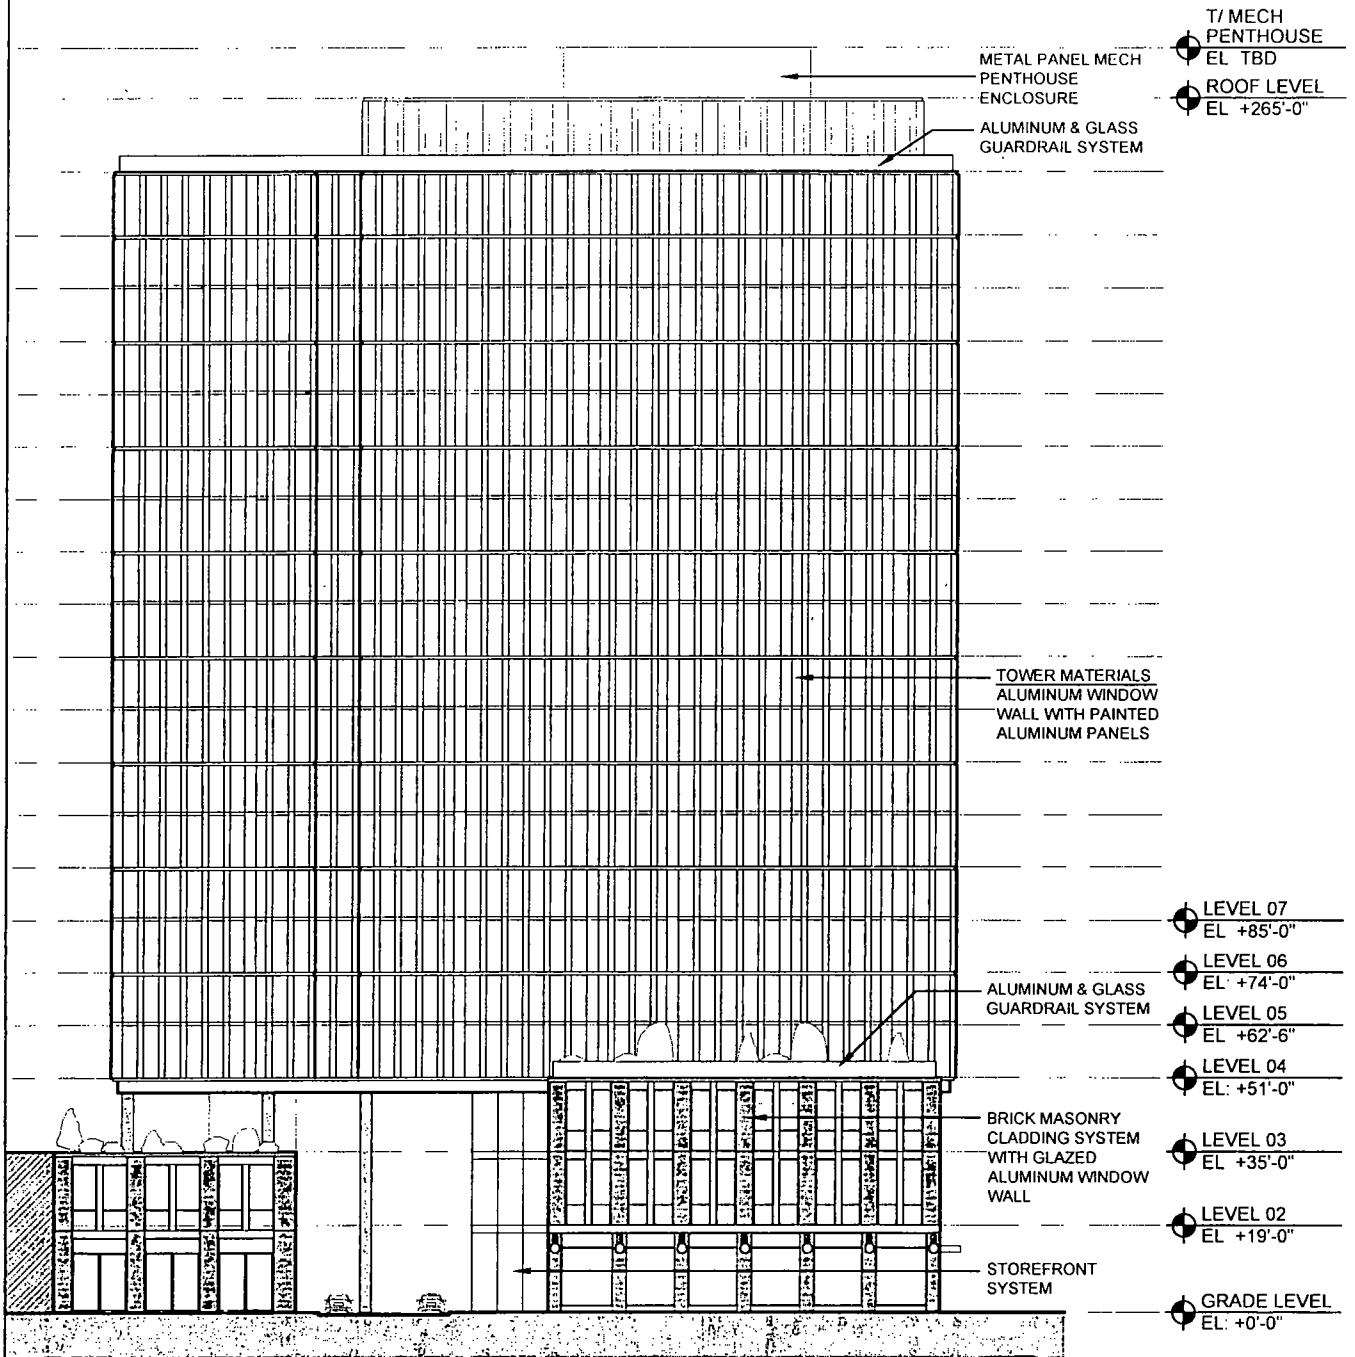 T/ MECH
PENTHOUSE
EL TBD
METAL PANEL MECH
PENTHOUSE
ENCLOSURE
ROOF LEVEL
EL +265'-0"
ALUMINUM & GLASS
GUARDRAIL SYSTEM
TOWER MATERIALS
ALUMINUM WINDOW
WALL WITH PAINTED
ALUMINUM PANELS
LEVEL 07
EL +85'-0"
LEVEL 06
EL: +74'-0"
ALUMINUM & GLASS
GUARDRAIL SYSTEM
LEVEL 05
EL +62'-6"
LEVEL 04
EL: +51'-0"
BRICK MASONRY
CLADDING SYSTEM
WITH GLAZED
ALUMINUM WINDOW
WALL
LEVEL 03
EL +35'-0"
LEVEL 02
EL +19'-0"
STOREFRONT
SYSTEM
GRADE LEVEL
EL: +0'-0"